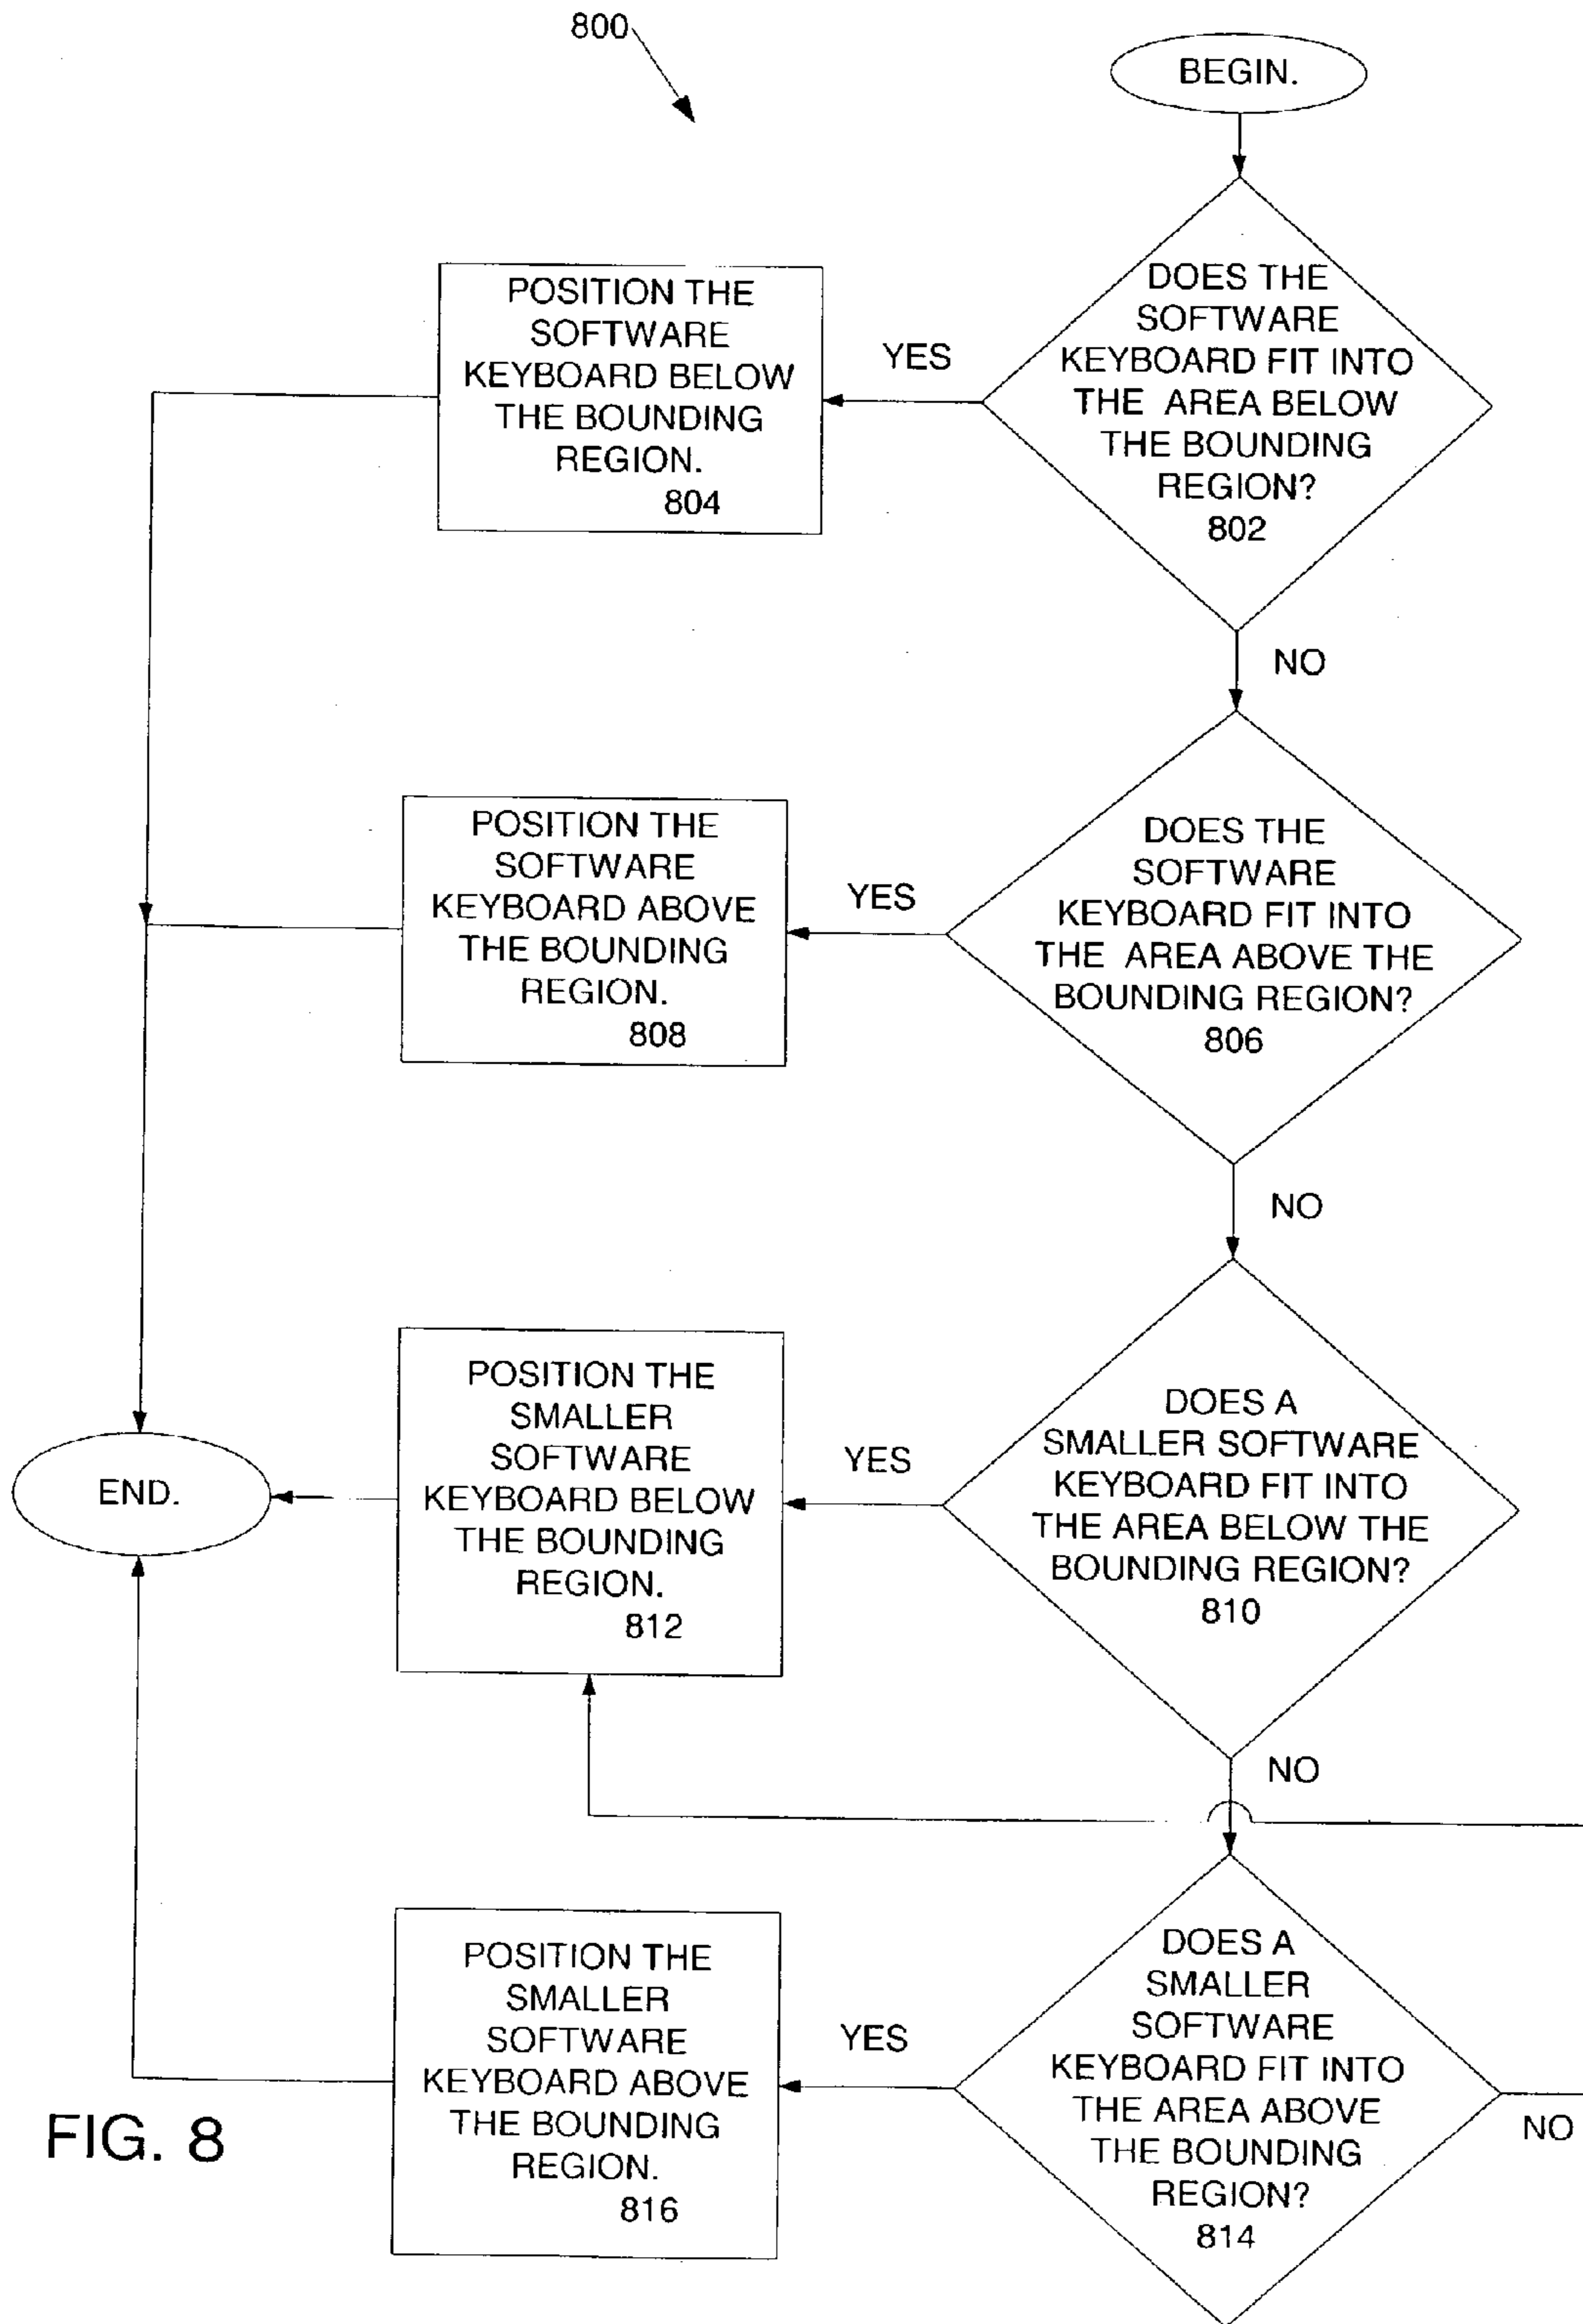 800
BEGIN.
DOES THE
SOFTWARE
KEYBOARD FIT INTO
THE AREA BELOW
THE BOUNDING
REGION?
802
YES
POSITION THE
SOFTWARE
KEYBOARD BELOW
THE BOUNDING
REGION.
804
NO
DOES THE
SOFTWARE
KEYBOARD FIT INTO
THE AREA ABOVE THE
BOUNDING REGION?
806
YES
POSITION THE
SOFTWARE
KEYBOARD ABOVE
THE BOUNDING
REGION.
808
NO
DOES A
SMALLER SOFTWARE
KEYBOARD FIT INTO
THE AREA BELOW THE
BOUNDING REGION?
810
YES
POSITION THE
SMALLER
SOFTWARE
KEYBOARD BELOW
THE BOUNDING
REGION.
812
END.
NO
DOES A
SMALLER
SOFTWARE
KEYBOARD FIT INTO
THE AREA ABOVE
THE BOUNDING
REGION?
814
YES
POSITION THE
SMALLER
SOFTWARE
KEYBOARD ABOVE
THE BOUNDING
REGION.
816
NO
FIG. 8